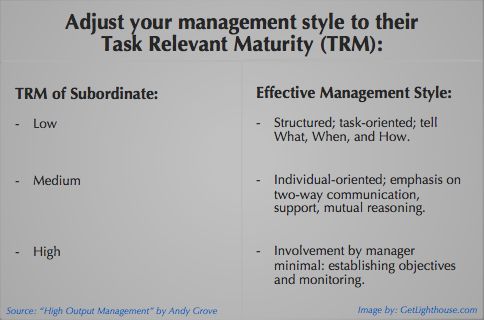 Adjust your management style to their
Task Relevant Maturity (TRM):
TRM of Subordinate:
Effective Management Style:
- Low
- Structured; task-oriented; tell
What, When, and How.
- Medium
- Individual-oriented; emphasis on
two-way communication,
support, mutual reasoning.
- High
- Involvement by manager
minimal: establishing objectives
and monitoring.
Source: "High Output Management" by Andy Grove
Image by: GetLighthouse.com